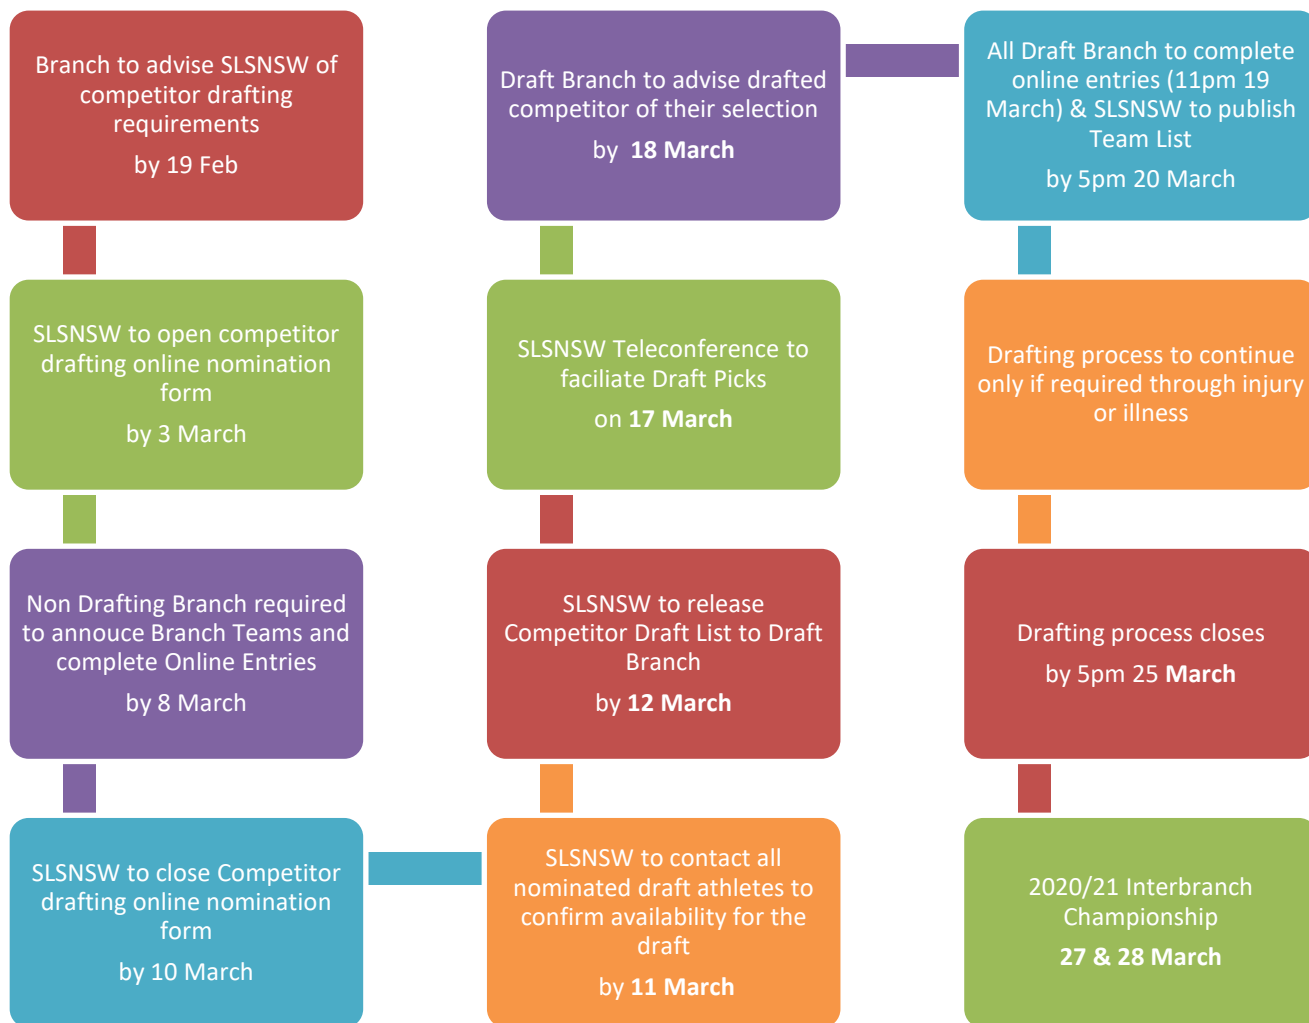 Branch to advise SLSNSW of
competitor drafting
requirements
by 19 Feb
SLSNSW to open competitor
drafting online nomination
form
by 3 March
Non Drafting Branch required
to annouce Branch Teams and
complete Online Entries
by 8 March
SLSNSW to close Competitor
drafting online nomination
form
by 10 March
SLSNSW to contact all
nominated draft athletes to
confirm availability for the
draft
by 11 March
SLSNSW to release
Competitor Draft List to Draft
Branch
by 12 March
SLSNSW Teleconference to
faciliate Draft Picks
on 17 March
Draft Branch to advise drafted
competitor of their selection
by 18 March
All Draft Branch to complete
online entries (11pm 19
March) & SLSNSW to publish
Team List
by 5pm 20 March
Drafting process to continue
only if required through injury
or illness
Drafting process closes
by 5pm 25 March
2020/21 Interbranch
Championship
27 & 28 March